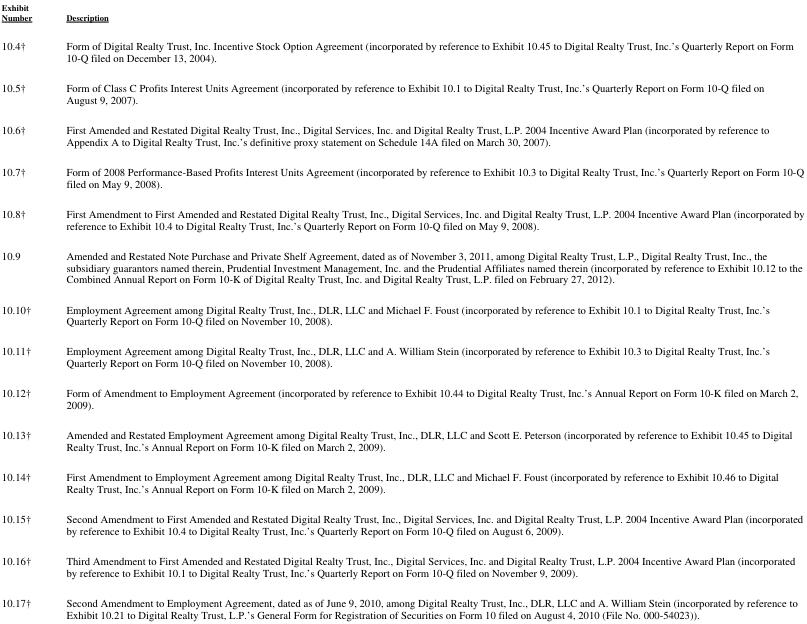 Exhibit
Number Description
10.4† Form of Digital Realty Trust, Inc. Incentive Stock Option Agreement (incorporated by reference to Exhibit 10.45 to Digital Realty Trust, Inc.'s Quarterly Report on Form
10-Q filed on December 13, 2004).
10.5† Form of Class C Profits Interest Units Agreement (incorporated by reference to Exhibit 10.1 to Digital Realty Trust, Inc.'s Quarterly Report on Form 10-Q filed on
August 9, 2007).
10.6† First Amended and Restated Digital Realty Trust, Inc., Digital Services, Inc. and Digital Realty Trust, L.P. 2004 Incentive Award Plan (incorporated by reference to
Appendix A to Digital Realty Trust, Inc.'s definitive proxy statement on Schedule 14A filed on March 30, 2007).
10.7† Form of 2008 Performance-Based Profits Interest Units Agreement (incorporated by reference to Exhibit 10.3 to Digital Realty Trust, Inc.'s Quarterly Report on Form 10-Q
filed on May 9, 2008).
10.8† First Amendment to First Amended and Restated Digital Realty Trust, Inc., Digital Services, Inc. and Digital Realty Trust, L.P. 2004 Incentive Award Plan (incorporated by
reference to Exhibit 10.4 to Digital Realty Trust, Inc.'s Quarterly Report on Form 10-Q filed on May 9, 2008).
10.9 Amended and Restated Note Purchase and Private Shelf Agreement, dated as of November 3, 2011, among Digital Realty Trust, L.P., Digital Realty Trust, Inc., the
subsidiary guarantors named therein, Prudential Investment Management, Inc. and the Prudential Affiliates named therein (incorporated by reference to Exhibit 10.12 to the
Combined Annual Report on Form 10-K of Digital Realty Trust, Inc. and Digital Realty Trust, L.P. filed on February 27, 2012).
10.10† Employment Agreement among Digital Realty Trust, Inc., DLR, LLC and Michael F. Foust (incorporated by reference to Exhibit 10.1 to Digital Realty Trust, Inc.'s
Quarterly Report on Form 10-Q filed on November 10, 2008).
10.11† Employment Agreement among Digital Realty Trust, Inc., DLR, LLC and A. William Stein (incorporated by reference to Exhibit 10.3 to Digital Realty Trust, Inc.'s
Quarterly Report on Form 10-Q filed on November 10, 2008).
10.12† Form of Amendment to Employment Agreement (incorporated by reference to Exhibit 10.44 to Digital Realty Trust, Inc.'s Annual Report on Form 10-K filed on March 2,
2009).
10.13† Amended and Restated Employment Agreement among Digital Realty Trust, Inc., DLR, LLC and Scott E. Peterson (incorporated by reference to Exhibit 10.45 to Digital
Realty Trust, Inc.'s Annual Report on Form 10-K filed on March 2, 2009).
10.14† First Amendment to Employment Agreement among Digital Realty Trust, Inc., DLR, LLC and Michael F. Foust (incorporated by reference to Exhibit 10.46 to Digital
Realty Trust, Inc.'s Annual Report on Form 10-K filed on March 2, 2009).
10.15† Second Amendment to First Amended and Restated Digital Realty Trust, Inc., Digital Services, Inc. and Digital Realty Trust, L.P. 2004 Incentive Award Plan (incorporated
by reference to Exhibit 10.4 to Digital Realty Trust, Inc.'s Quarterly Report on Form 10-Q filed on August 6, 2009).
10.16† Third Amendment to First Amended and Restated Digital Realty Trust, Inc., Digital Services, Inc. and Digital Realty Trust, L.P. 2004 Incentive Award Plan (incorporated
by reference to Exhibit 10.1 to Digital Realty Trust, Inc.'s Quarterly Report on Form 10-Q filed on November 9, 2009).
10.17† Second Amendment to Employment Agreement, dated as of June 9, 2010, among Digital Realty Trust, Inc., DLR, LLC and A. William Stein (incorporated by reference to
Exhibit 10.21 to Digital Realty Trust, L.P.'s General Form for Registration of Securities on Form 10 filed on August 4, 2010 (File No. 000-54023)).